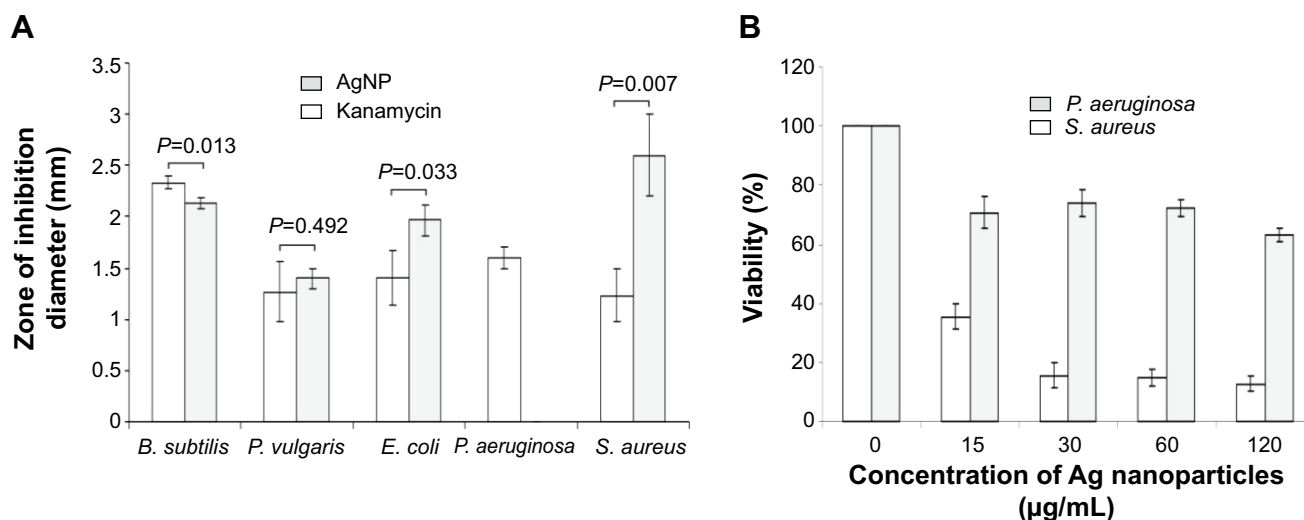 A
Zone of inhibition
diameter (mm)
3.5
3
2.5
2
1.5
1
0.5
0
AgNP
Kanamycin
P=0.013
P=0.492
P=0.033
P=0.007
B. subtilis P. vulgaris E. coli P. aeruginosa S. aureus
B
Viability (%)
120
100
80
60
40
20
0
P. aeruginosa
S. aureus
0 15 30 60 120
Concentration of Ag nanoparticles
(µg/mL)